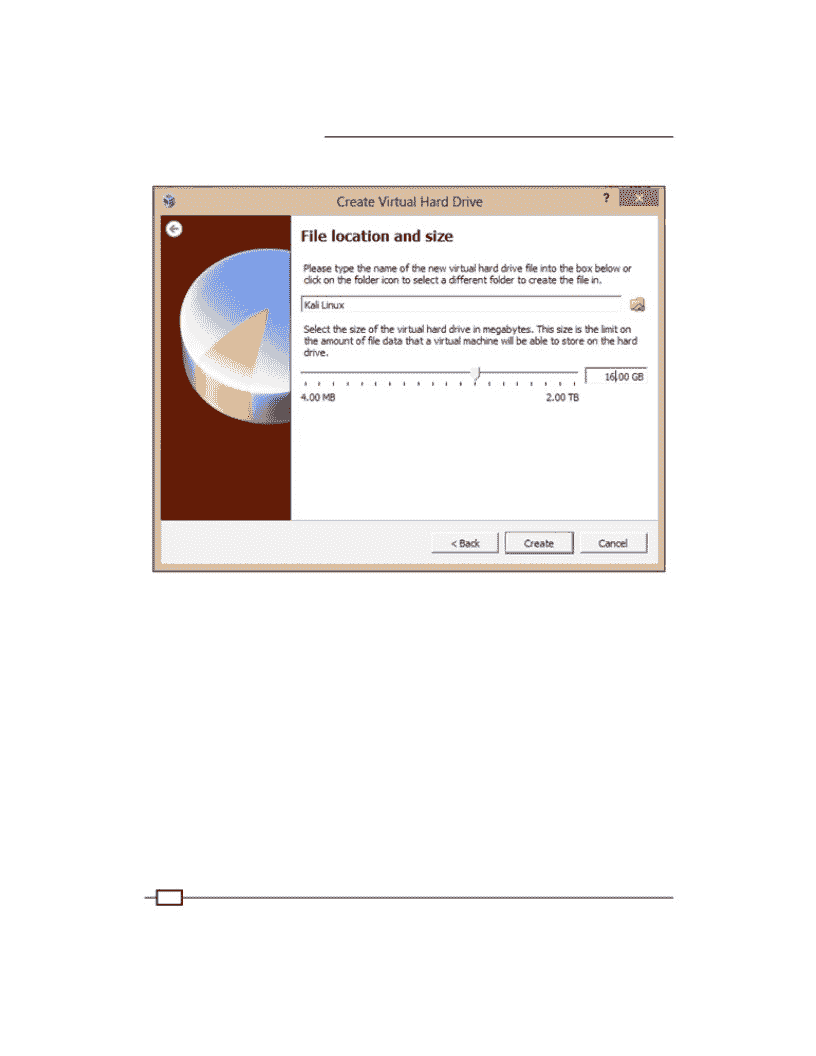 Create Virtual Hard Drive
?
File location and size
Please type the name of the new virtual hard drive file into the box below or
click on the folder icon to select a different folder to create the file in.
Kali Linux
Select the size of the virtual hard drive in megabytes. This size is the limit on
the amount of file data that a virtual machine will be able to store on the hard
drive.
16.00 GB
4.00 MB 2.00 TB
< Back Create Cancel